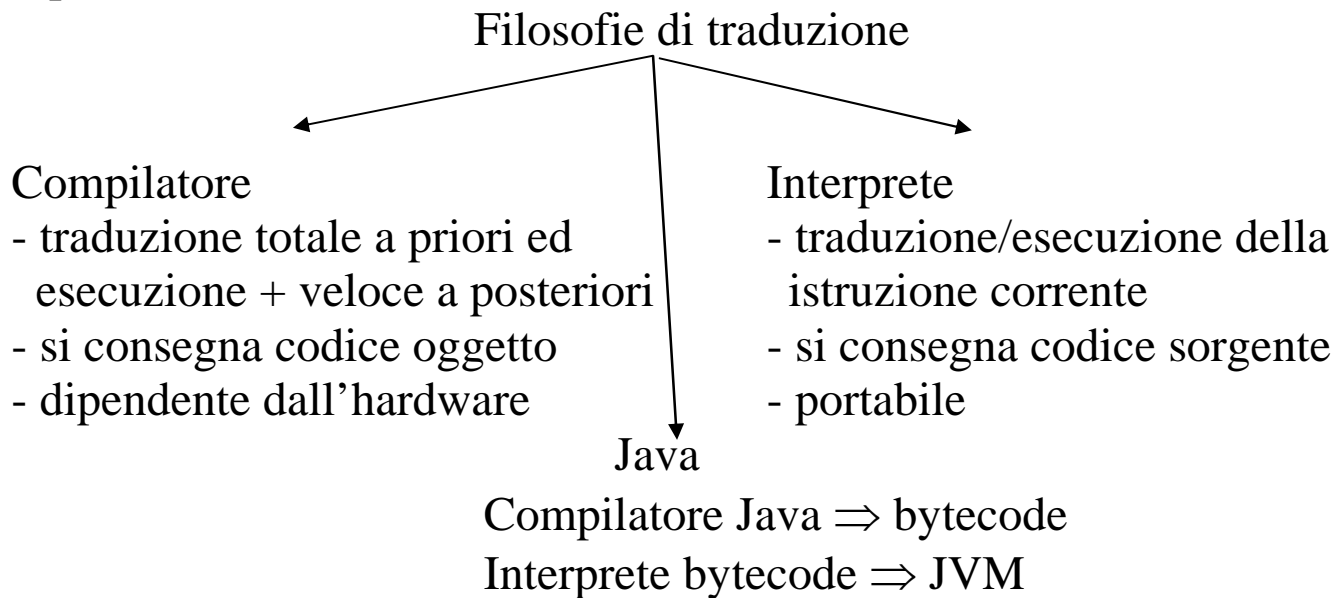 Filosofie di traduzione
Compilatore
- traduzione totale a priori ed
esecuzione + veloce a posteriori
- si consegna codice oggetto
- dipendente dall’hardware
Interprete
- traduzione/esecuzione della
istruzione corrente
- si consegna codice sorgente
- portabile
Java
Compilatore Java ⇒ bytecode
Interprete bytecode ⇒ JVM